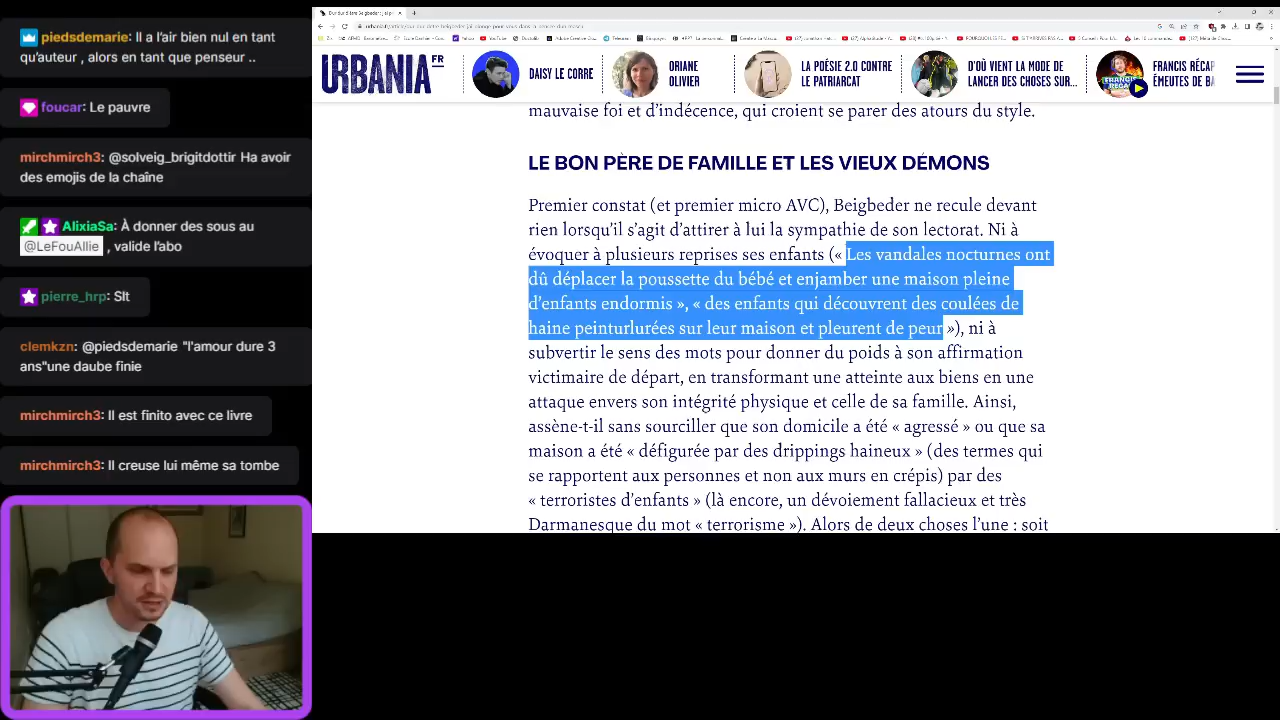 piedsdemarie: Il a l'air bien nul en tant
qu'auteur , alors en tant que penseur ..
foucar: Le pauvre
mirchmirch3: @solveig_brigitdottir Ha avoir
des emojis de la chaîne
AlixiaSa: À donner des sous au
@LeFouAllie , valide l'abo
pierre_hrp: Slt
clemkzn: @piedsdemarie "l'amour dure 3
ans"une daube finie
mirchmirch3: Il est finito avec ce livre
mirchmirch3: Il creuse lui même sa tombe
URBANIA FR
DAISY LE CORRE
ORIANE
OLIVIER
LA POÉSIE 2.0 CONTRE
LE PATRIARCAT
D'OÙ VIENT LA MODE DE
LANCER DES CHOSES SUR...
FRANCIS RÉCAP
ÉMEUTES DE BA
mauvaise foi et d'indécence, qui croient se parer des atours du style.
LE BON PÈRE DE FAMILLE ET LES VIEUX DÉMONS
Premier constat (et premier micro AVC), Beigbeder ne recule devant
rien lorsqu'il s'agit d'attirer à lui la sympathie de son lectorat. Ni à
évoquer à plusieurs reprises ses enfants (« Les vandales nocturnes ont
dû déplacer la poussette du bébé et enjamber une maison pleine
d'enfants endormis », « des enfants qui découvrent des coulées de
haine peinturlurées sur leur maison et pleurent de peur »), ni à
subvertir le sens des mots pour donner du poids à son affirmation
victimaire de départ, en transformant une atteinte aux biens en une
attaque envers son intégrité physique et celle de sa famille. Ainsi,
assène-t-il sans sourciller que son domicile a été « agressé » ou que sa
maison a été « défigurée par des drippings haineux » (des termes qui
se rapportent aux personnes et non aux murs en crépis) par des
« terroristes d'enfants » (là encore, un dévoiement fallacieux et très
Darmanesque du mot « terrorisme »). Alors de deux choses l'une : soit